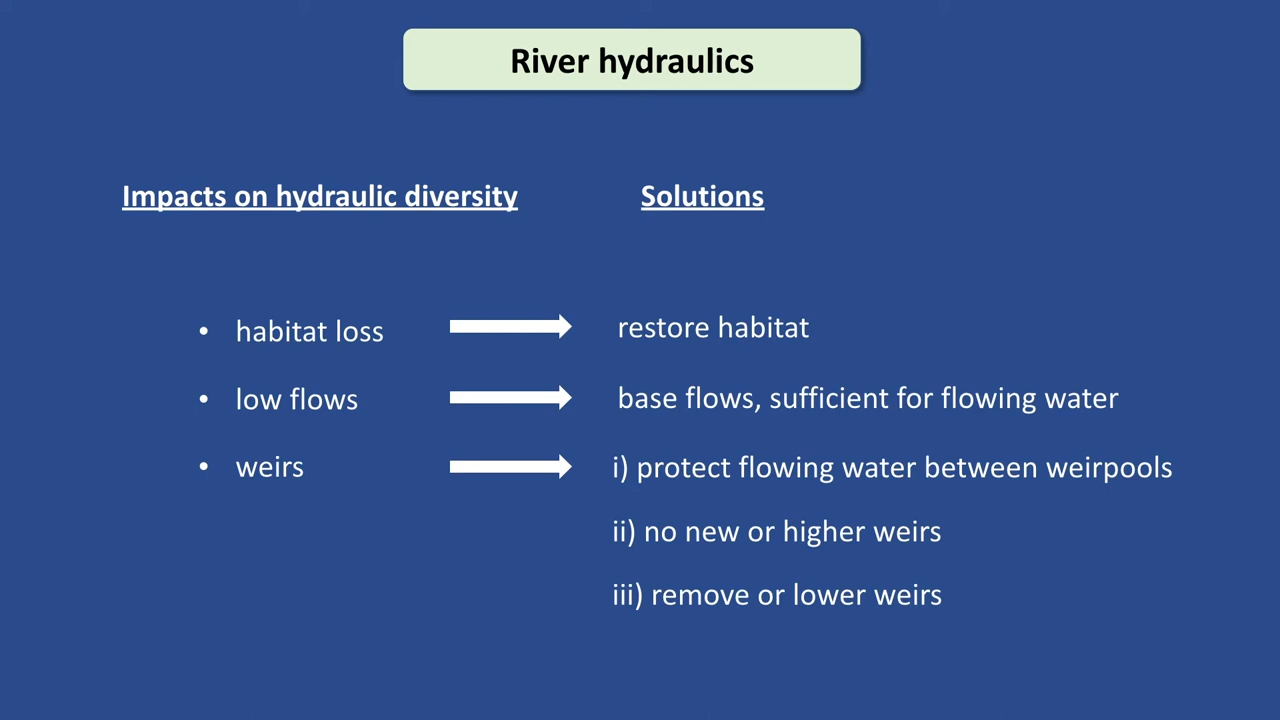 River hydraulics
Impacts on hydraulic diversity
Solutions
• habitat loss
restore habitat
• low flows
base flows, sufficient for flowing water
• weirs
i) protect flowing water between weirpools
ii) no new or higher weirs
iii) remove or lower weirs